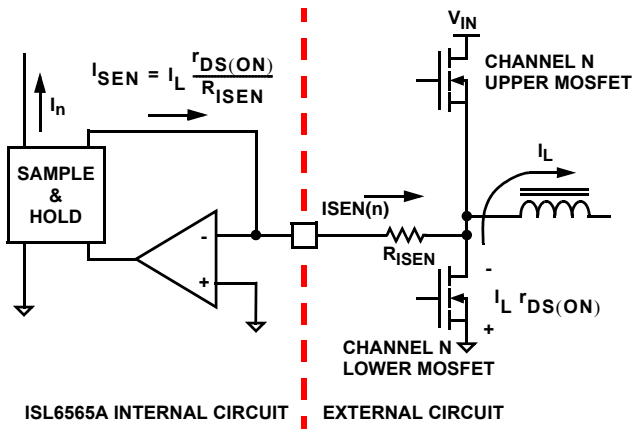 V_IN
CHANNEL N
UPPER MOSFET
I_SEN = I_L r_DS(ON) / R_ISEN
I_n
SAMPLE
&
HOLD
I_L
ISEN(n)
R_ISEN
-
+
-
I_L r_DS(ON)
+
CHANNEL N
LOWER MOSFET
ISL6565A INTERNAL CIRCUIT
EXTERNAL CIRCUIT